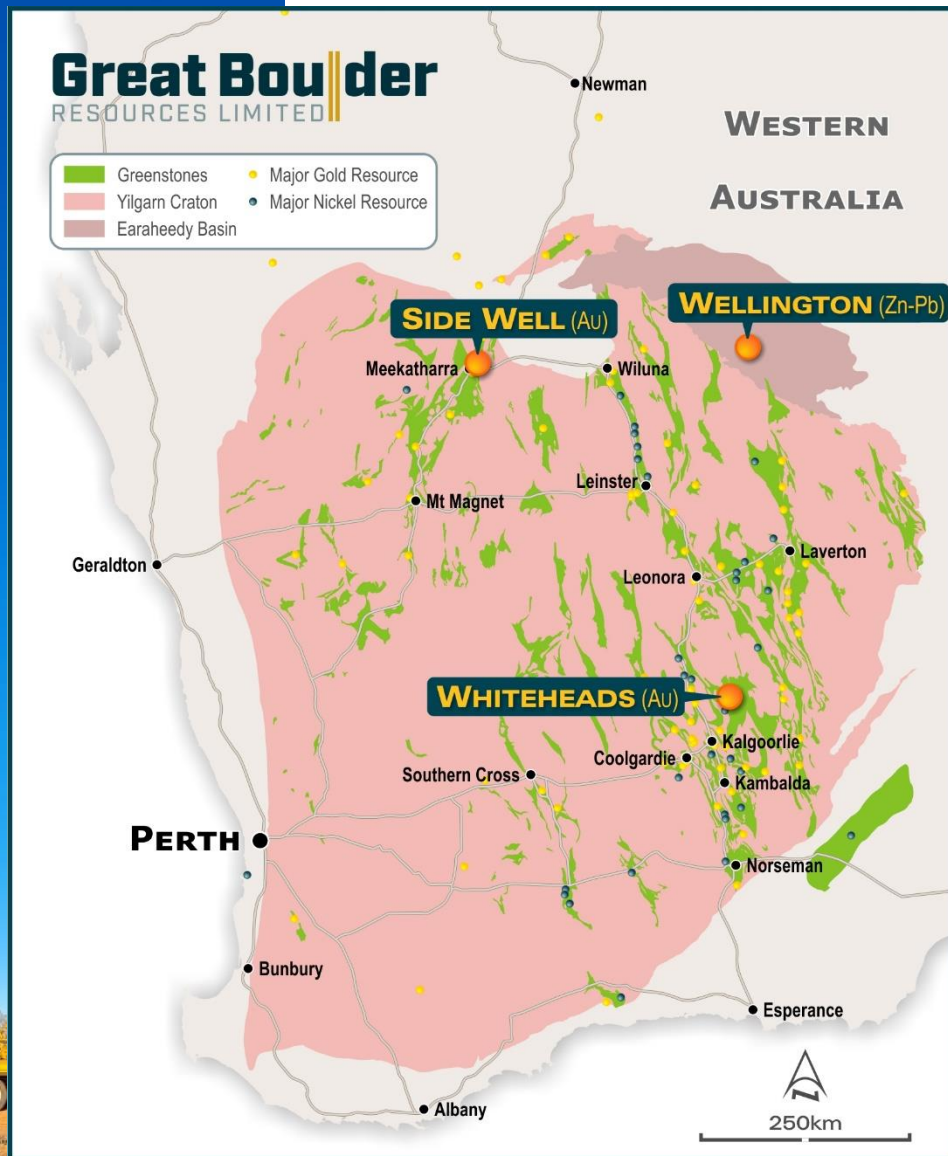 Great Boulder
RESOURCES LIMITED
Newman
WESTERN
AUSTRALIA
Greenstones
Major Gold Resource
Yilgarn Craton
Major Nickel Resource
Earaheedy Basin
SIDE WELL (Au)
WELLINGTON (Zn-Pb)
Meekatharra
Wiluna
Leinster
Mt Magnet
Geraldton
Laverton
Leonora
WHITEHEADS (Au)
Kalgoorlie
Coolgardie
Southern Cross
Kambalda
PERTH
Norseman
Bunbury
Esperance
Albany
250km